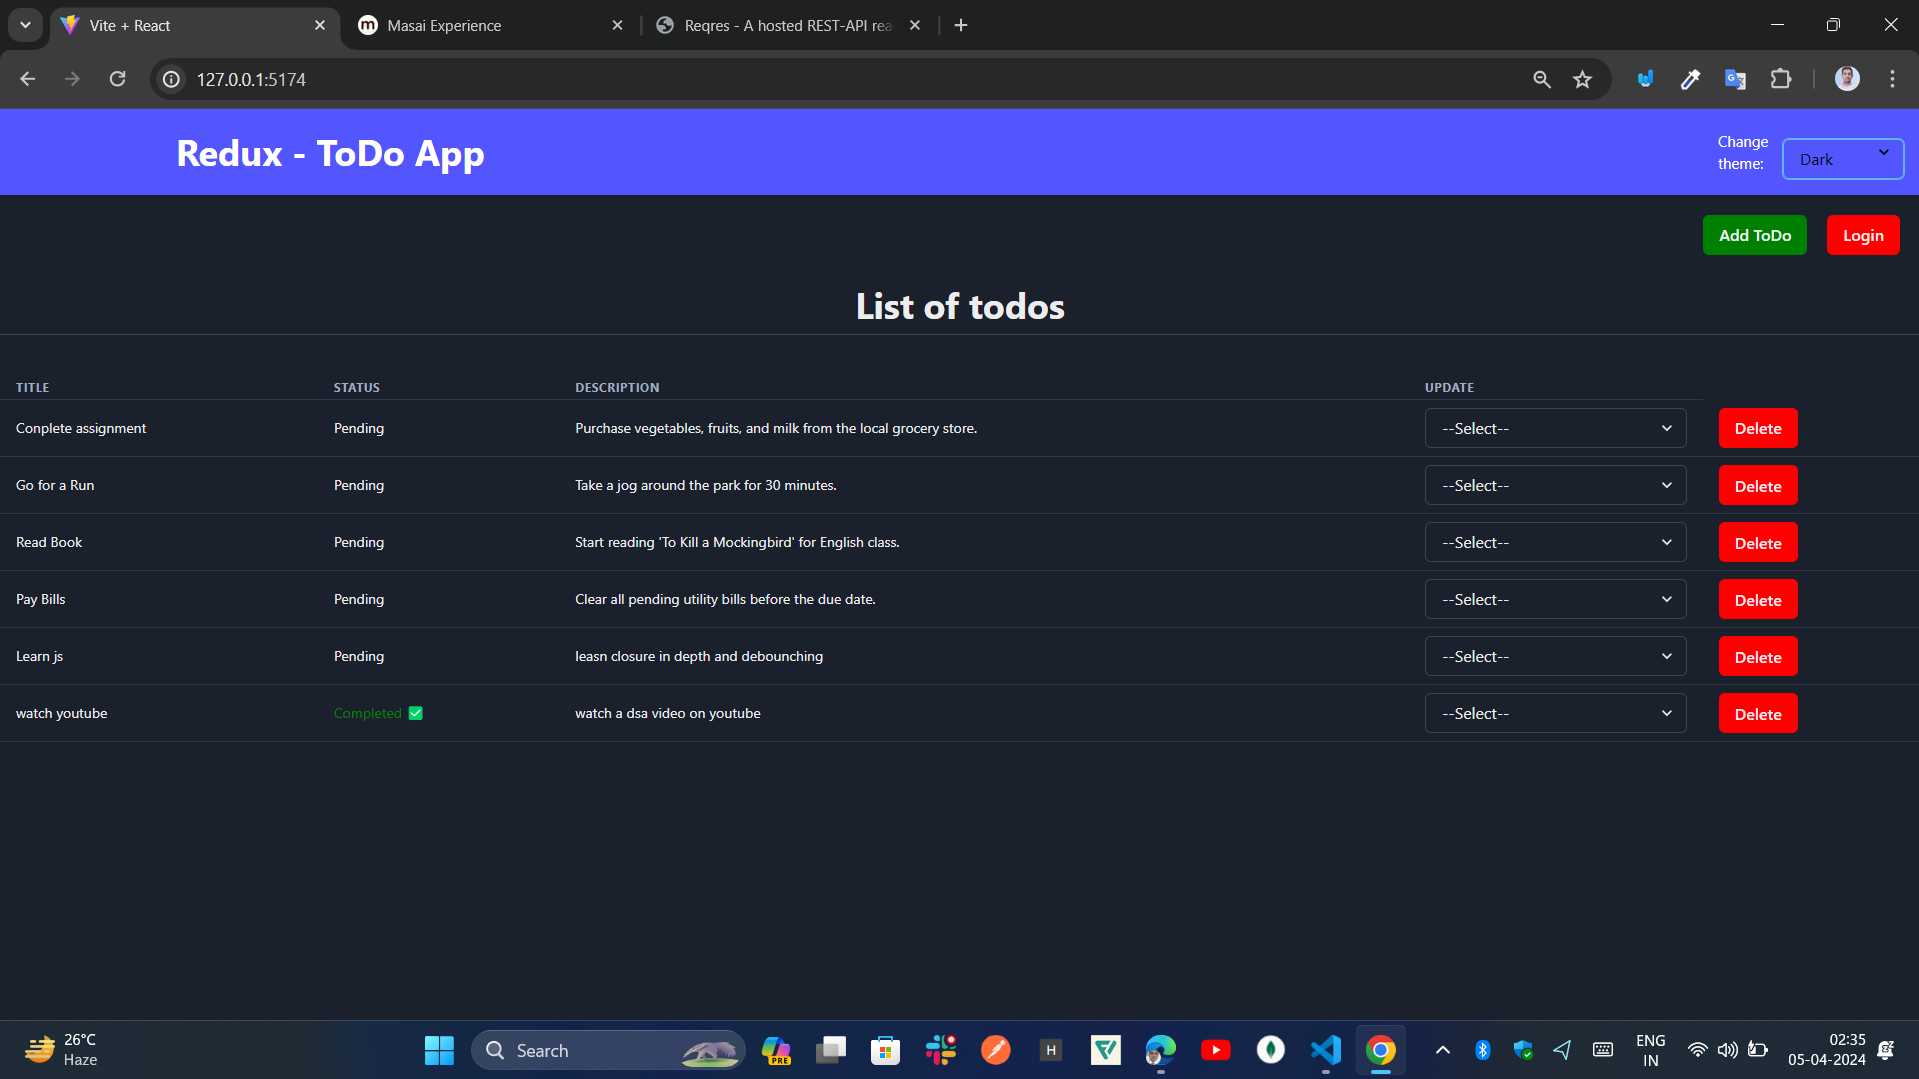 Vite + React
Masai Experience
Reqres - A hosted REST-API rea
127.0.0.1:5174
Redux - ToDo App
Change
theme:
Dark
Add ToDo
Login
List of todos
TITLE STATUS DESCRIPTION UPDATE
Conplete assignment Pending Purchase vegetables, fruits, and milk from the local grocery store. --Select-- Delete
Go for a Run Pending Take a jog around the park for 30 minutes. --Select-- Delete
Read Book Pending Start reading 'To Kill a Mockingbird' for English class. --Select-- Delete
Pay Bills Pending Clear all pending utility bills before the due date. --Select-- Delete
Learn js Pending leasn closure in depth and debounching --Select-- Delete
watch youtube Completed ✅ watch a dsa video on youtube --Select-- Delete
26°C
Haze
Search
PRE
H
ENG
IN
02:35
05-04-2024